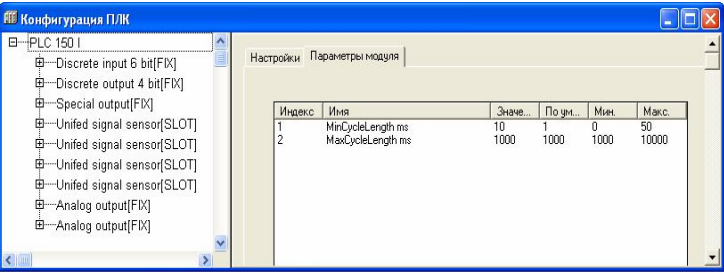 Конфигурация ПЛК
PLC 150 I
Discrete input 6 bit[FIX]
Discrete output 4 bit[FIX]
Special output[FIX]
Unifed signal sensor[SLOT]
Unifed signal sensor[SLOT]
Unifed signal sensor[SLOT]
Unifed signal sensor[SLOT]
Analog output[FIX]
Analog output[FIX]
Настройки Параметры модуля
Индекс Имя Значе... По ум... Мин. Макс.
1 MinCycleLength ms 10 1 0 50
2 MaxCycleLength ms 1000 1000 1000 10000